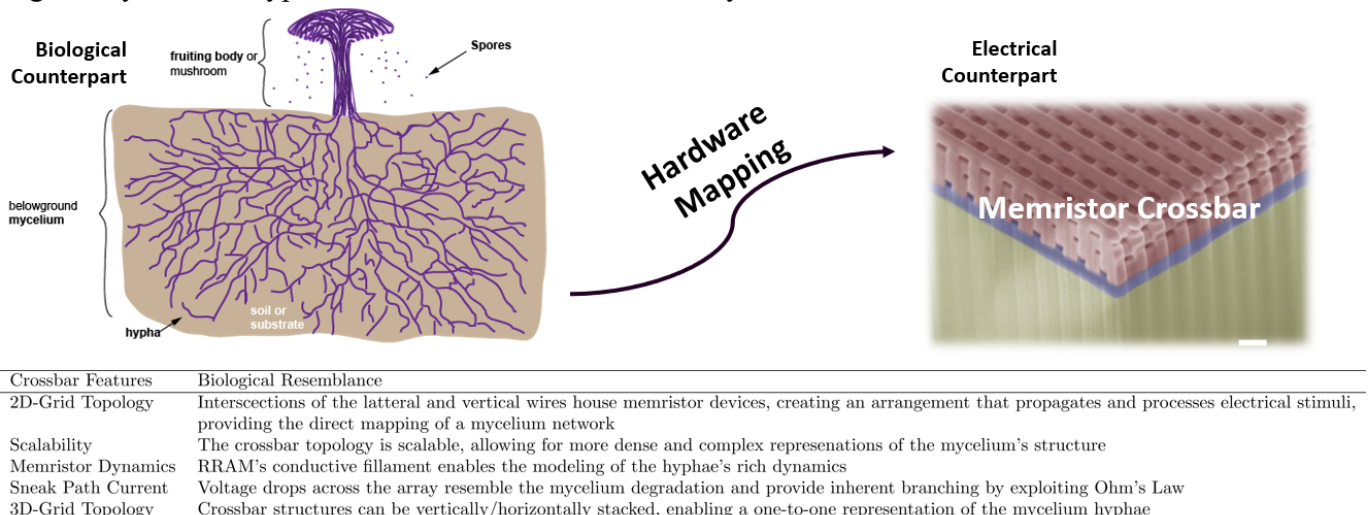 Biological
Counterpart
fruiting body or
mushroom
Spores
Electrical
Counterpart
Hardware
Mapping
belowground
mycelium
Memristor Crossbar
soil or
substrate
hypha
Crossbar Features Biological Resemblance
2D-Grid Topology Interscections of the latteral and vertical wires house memristor devices, creating an arrangement that propagates and processes electrical stimuli,
providing the direct mapping of a mycelium network
Scalability The crossbar topology is scalable, allowing for more dense and complex represenations of the mycelium's structure
Memristor Dynamics RRAM's conductive fillament enables the modeling of the hyphae's rich dynamics
Sneak Path Current Voltage drops across the array resemble the mycelium degradation and provide inherent branching by exploiting Ohm's Law
3D-Grid Topology Crossbar structures can be vertically/horizontally stacked, enabling a one-to-one representation of the mycelium hyphae